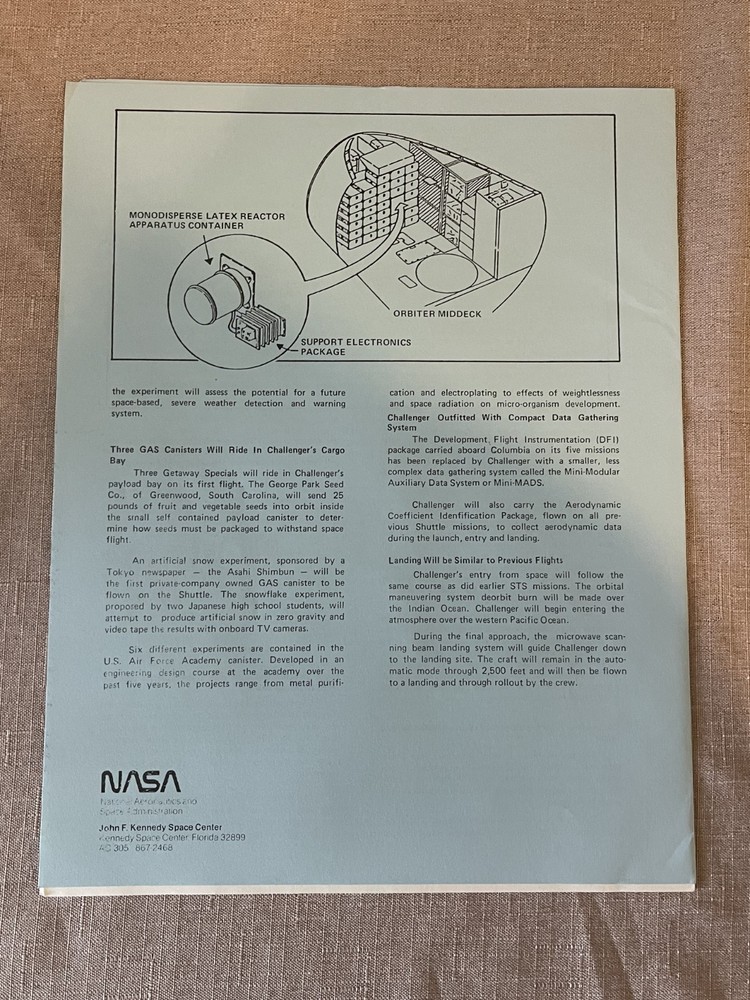 MONODISPERSE LATEX REACTOR
APPARATUS CONTAINER
ORBITER MIDDECK
SUPPORT ELECTRONICS
PACKAGE
the experiment will assess the potential for a future
space-based, severe weather detection and warning
system.
Three GAS Canisters Will Ride In Challenger's Cargo
Bay
Three Getaway Specials will ride in Challenger's
payload bay on its first flight. The George Park Seed
Co., of Greenwood, South Carolina, will send 25
pounds of fruit and vegetable seeds into orbit inside
the small self contained payload canister to deter-
mine how seeds must be packaged to withstand space
flight.
An artificial snow experiment, sponsored by a
Tokyo newspaper — the Asahi Shimbun — will be
the first private-company owned GAS canister to be
flown on the Shuttle. The snowflake experiment,
propored by two Japanese high school students, will
attempt to produce artificial snow in zero gravity and
video tape the results with onboard TV cameras.
Six different experiments are contained in the
U.S. Air Force Academy canister. Developed in an
engineering design course at the academy over the
past five years, the projects range from metal purifi-
cation and electroplating to effects of weightlessness
and space radiation on micro-organism development.
Challenger Outfitted With Compact Data Gathering
System
The Development Flight Instrumentation (DFI)
package carried aboard Columbia on its five missions
has been replaced by Challenger with a smaller, less
complex data gathering system called the Mini-Modular
Auxiliary Data System or Mini-MADS.
Challenger will also carry the Aerodynamic
Coefficient Idenfification Package, flown on all pre-
vious Shuttle missions, to collect aerodynamic data
during the launch, entry and landing.
Landing Will be Similar to Previous Flights
Challenger's entry from space will follow the
same course as did earlier STS missions. The orbital
maneuvering system deorbit burn will be made over
the Indian Ocean. Challenger will begin entering the
atmosphere over the western Pacific Ocean.
During the final approach, the microwave scan-
ning beam landing system will guide Challenger down
to the landing site. The craft will remain in the auto-
matic mode through 2,500 feet and will then be flown
to a landing and through rollout by the crew.
NASA
National Aeronautics and
Space Administration
John F. Kennedy Space Center
Kennedy Space Center Florida 32899
AC 305 867-2468